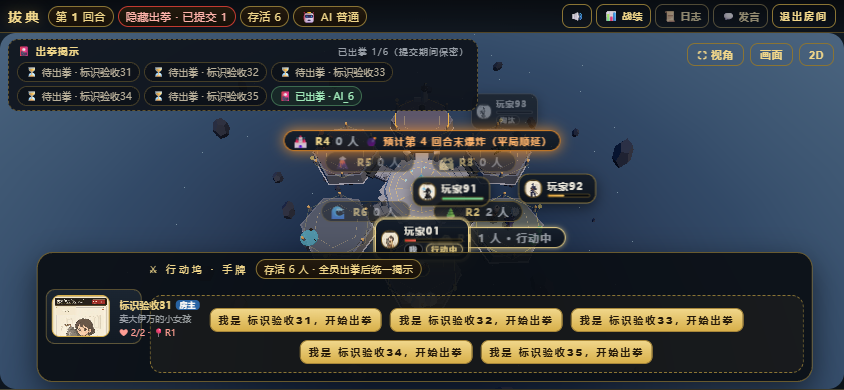 拔典 第 1 回合 隐藏出拳 · 已提交 1 存活 6 AI 普通 战绩 日志 发言 退出房间
出拳揭示 已出拳 1/6（提交期间保密）
待出拳 · 标识验收31 待出拳 · 标识验收32 待出拳 · 标识验收33
待出拳 · 标识验收34 待出拳 · 标识验收35 已出拳 · AI_6
视角 画面 2D
玩家93
R4 0 人 预计第 4 回合末爆炸（平局顺延）
R5 0 人 R3 0 人
玩家91 玩家92
R6 0 人 R2 2 人
玩家01 1 人 · 行动中
我 行动中
行动坞 · 手牌 存活 6 人 · 全员出拳后统一揭示
标识验收31 房主
卖大伊万的小女孩
2/2 · R1
我是 标识验收31，开始出拳 我是 标识验收32，开始出拳 我是 标识验收33，开始出拳
我是 标识验收34，开始出拳 我是 标识验收35，开始出拳